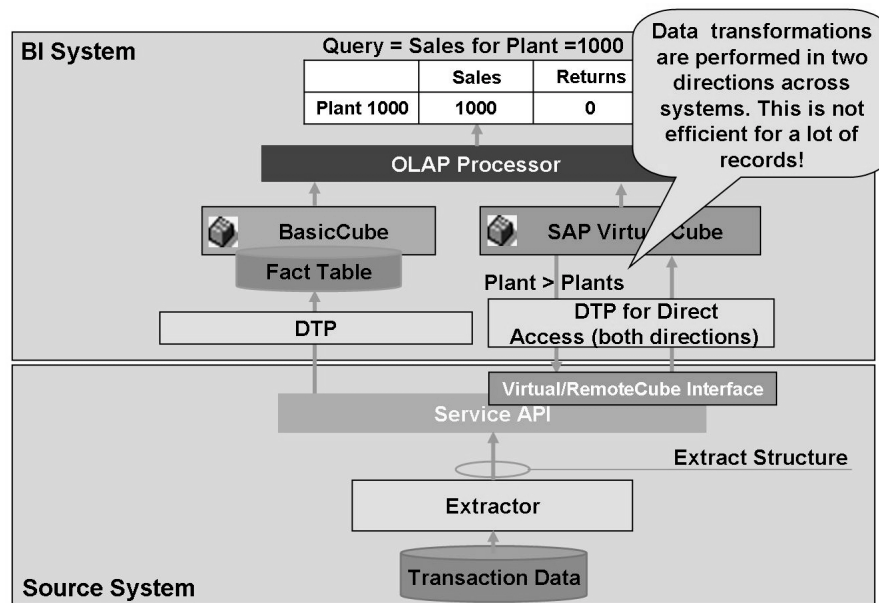 BI System
Query = Sales for Plant =1000
Sales Returns
Plant 1000 1000 0
Data transformations
are performed in two
directions across
systems. This is not
efficient for a lot of
records!
OLAP Processor
BasicCube
Fact Table
SAP Cube
Plant > Plants
DTP
DTP for Direct
Access (both directions)
Virtual/RemoteCube Interface
Service API
Extract Structure
Extractor
Transaction Data
Source System